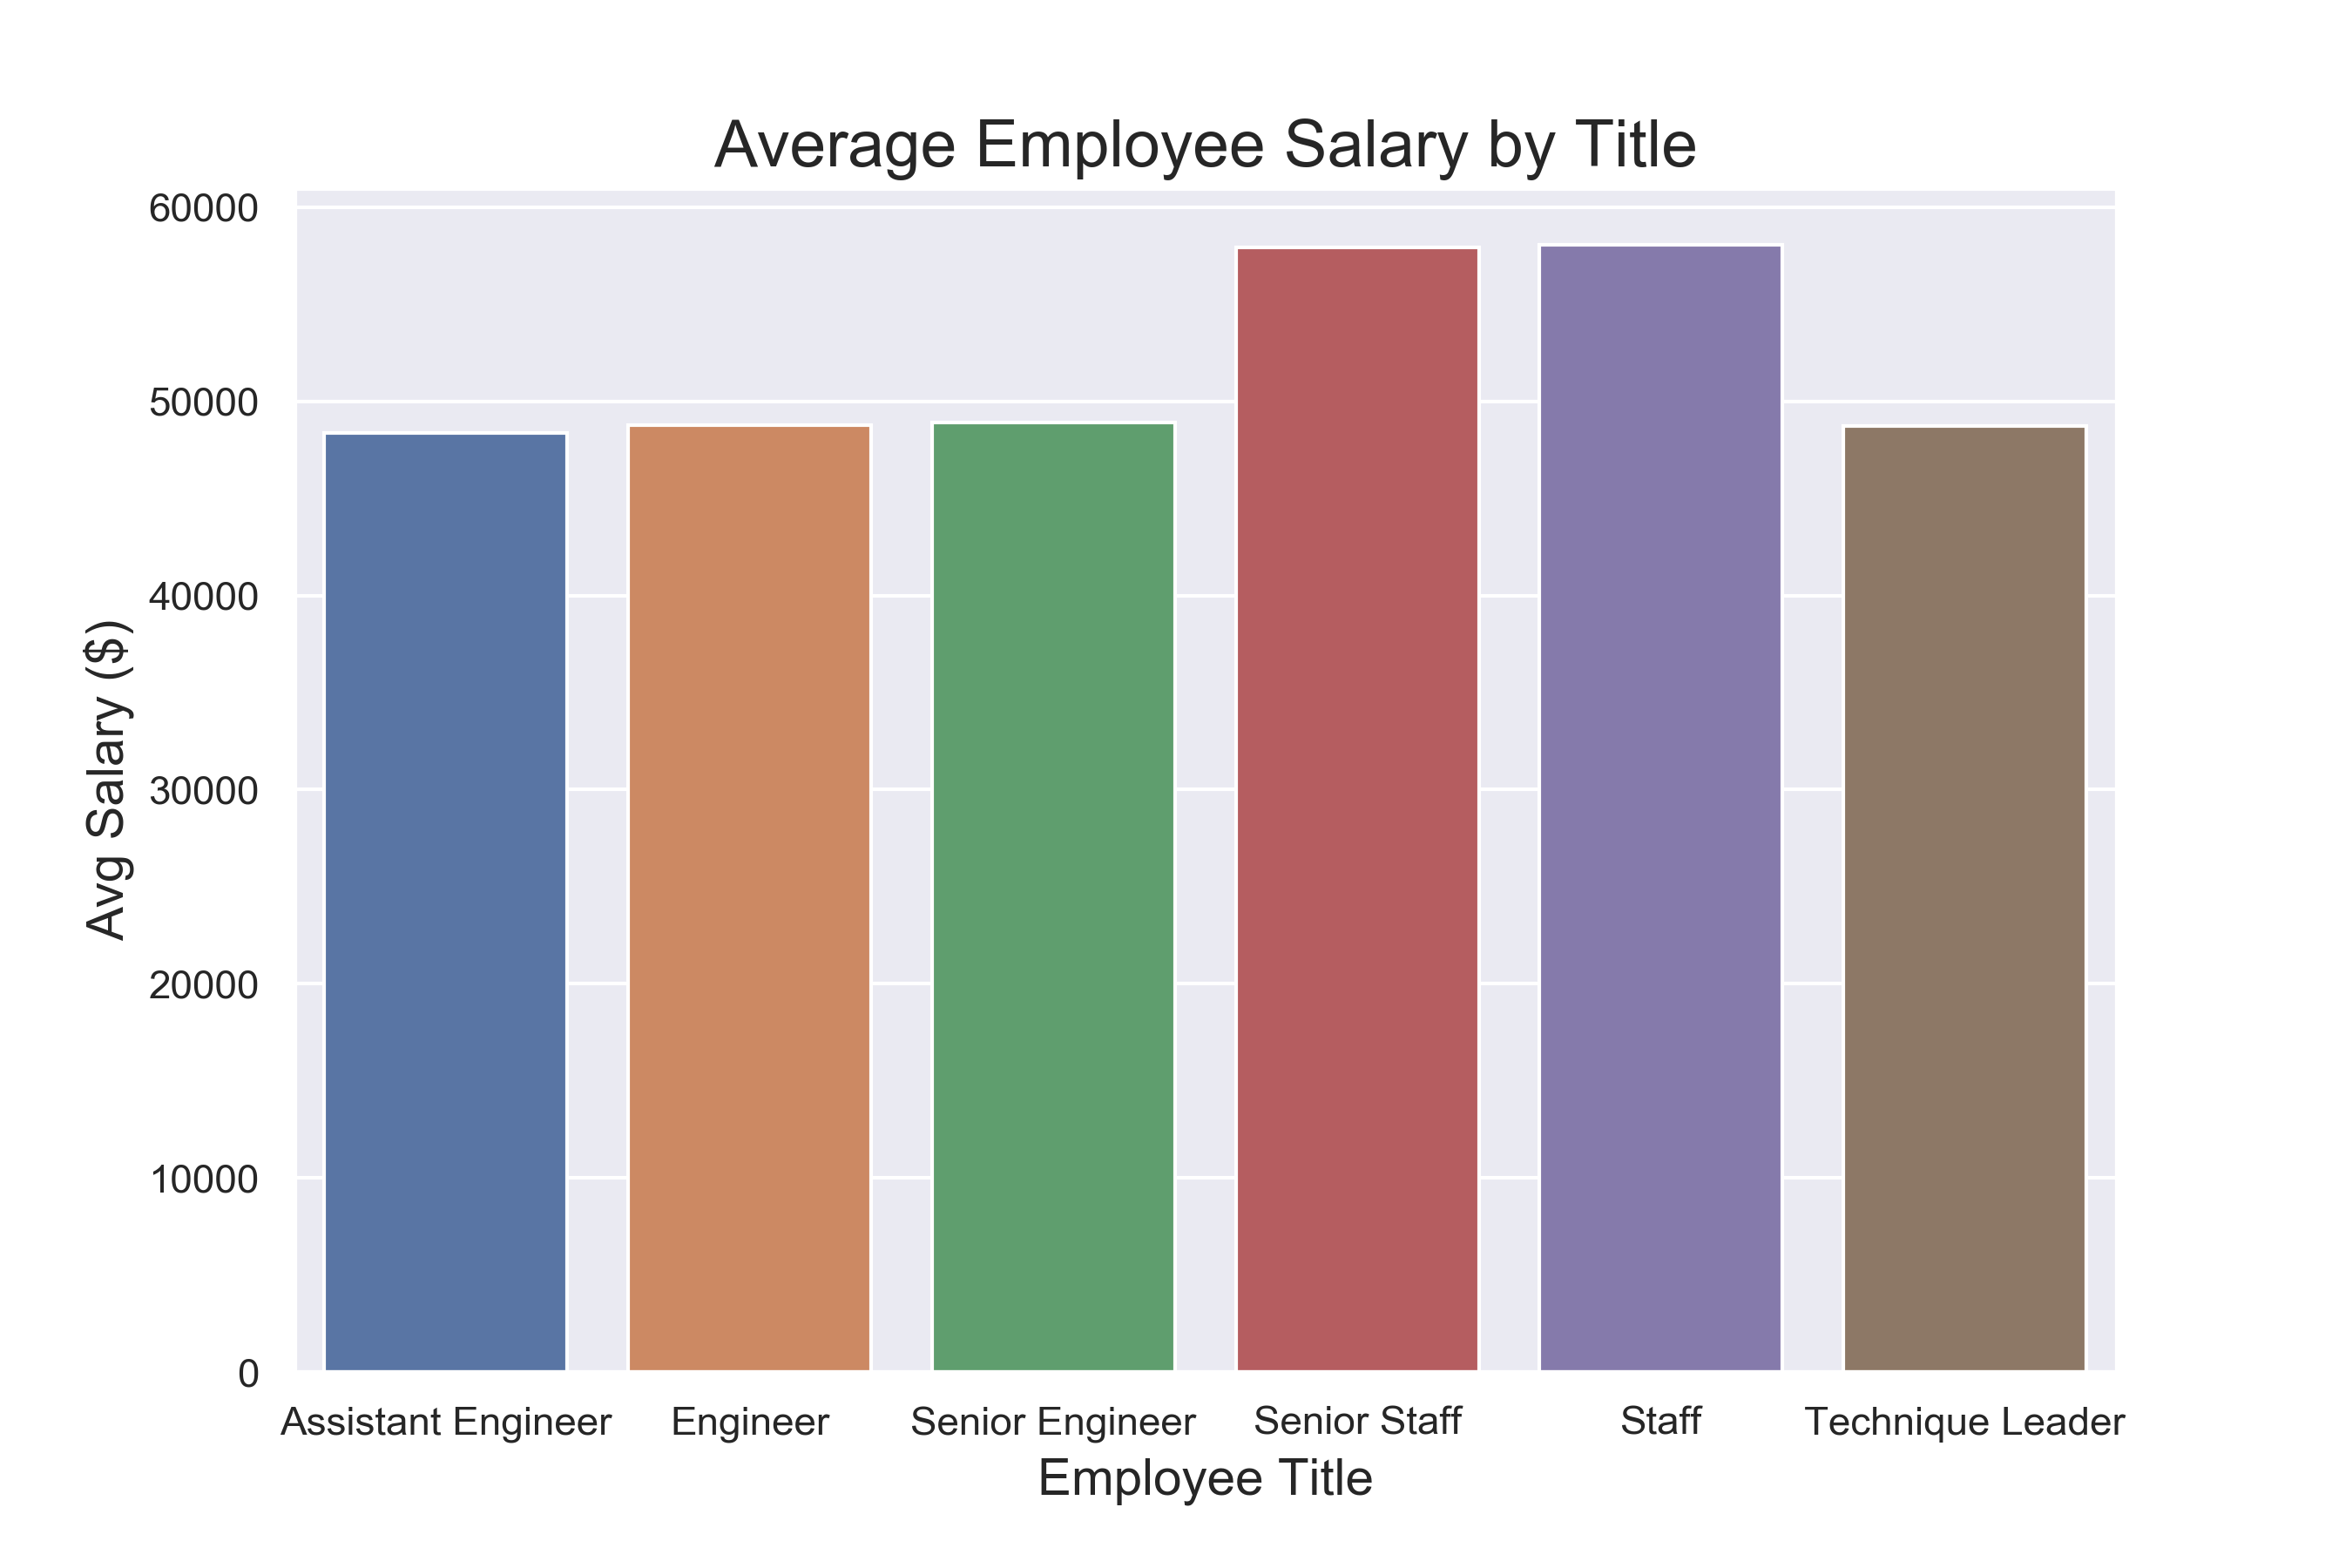 Average Employee Salary by Title
60000
50000
40000
30000
20000
10000
0
Avg Salary ($)
Assistant Engineer Engineer Senior Engineer Senior Staff Staff Technique Leader
Employee Title